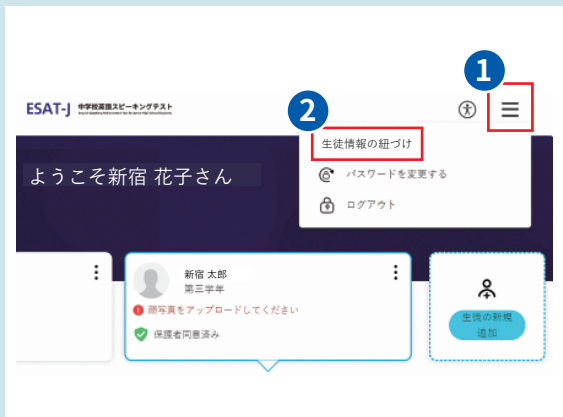 1
ESAT-J 中学校英語スピーキングテスト
2
生徒情報の紐づけ
ようこそ新宿 花子さん
パスワードを変更する
ログアウト
新宿 太郎
第三学年
顔写真をアップロードしてください
保護者同意済み
生徒の新規
追加